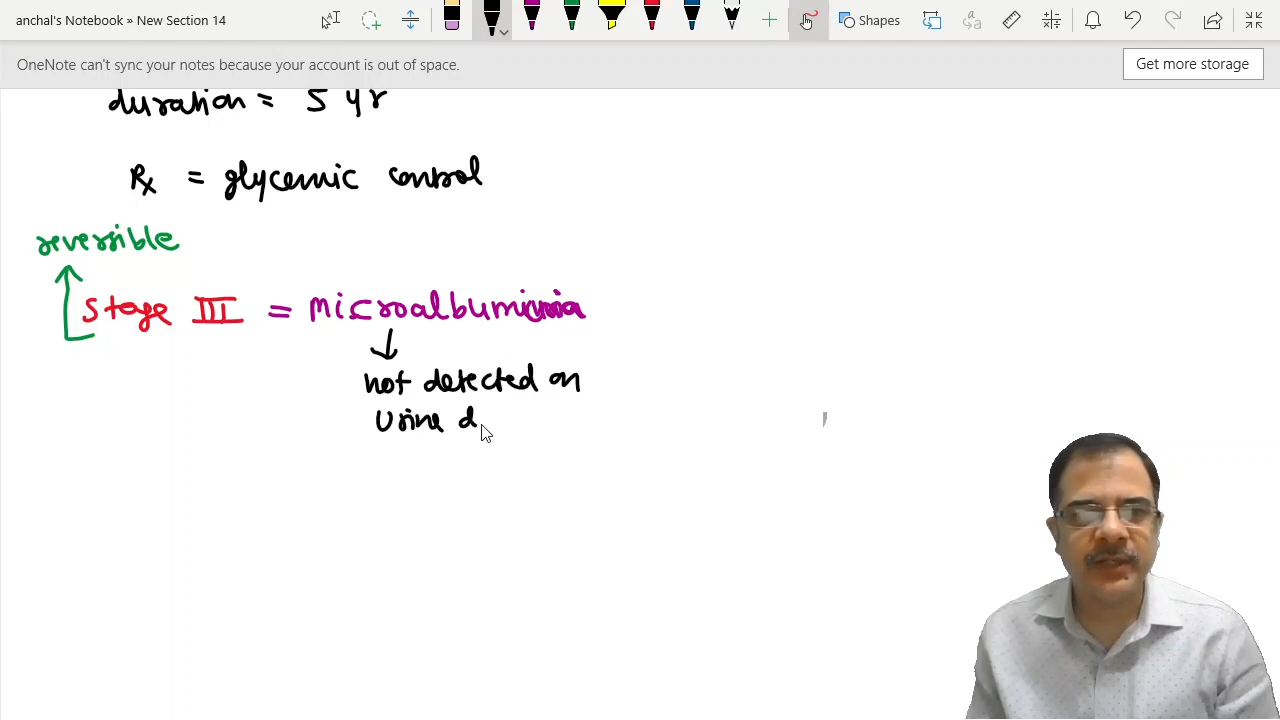 anchal's Notebook » New Section 14
Shapes
OneNote can't sync your notes because your account is out of space.
Get more storage
duration = 5 yr
Rx = glycemic control
reversible
Stage III = Microalbuminuria
not detected on
Urine d